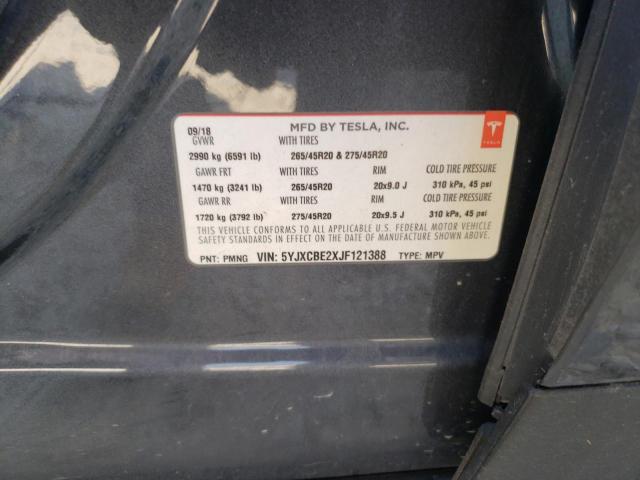 09/18 MFD BY TESLA, INC.
GVWR WITH TIRES
TESLA
2990 kg (6591 lb) 265/45R20 & 275/45R20
GAWR FRT WITH TIRES RIM COLD TIRE PRESSURE
1470 kg (3241 lb) 265/45R20 20x9.0 J 310 kPa, 45 psi
GAWR RR WITH TIRES RIM COLD TIRE PRESSURE
1720 kg (3792 lb) 275/45R20 20x9.5 J 310 kPa, 45 psi
THIS VEHICLE CONFORMS TO ALL APPLICABLE U.S. FEDERAL MOTOR VEHICLE
SAFETY STANDARDS IN EFFECT ON THE DATE OF MANUFACTURE SHOWN ABOVE.
PNT: PMNG VIN: 5YJXCBE2XJF121388 TYPE: MPV